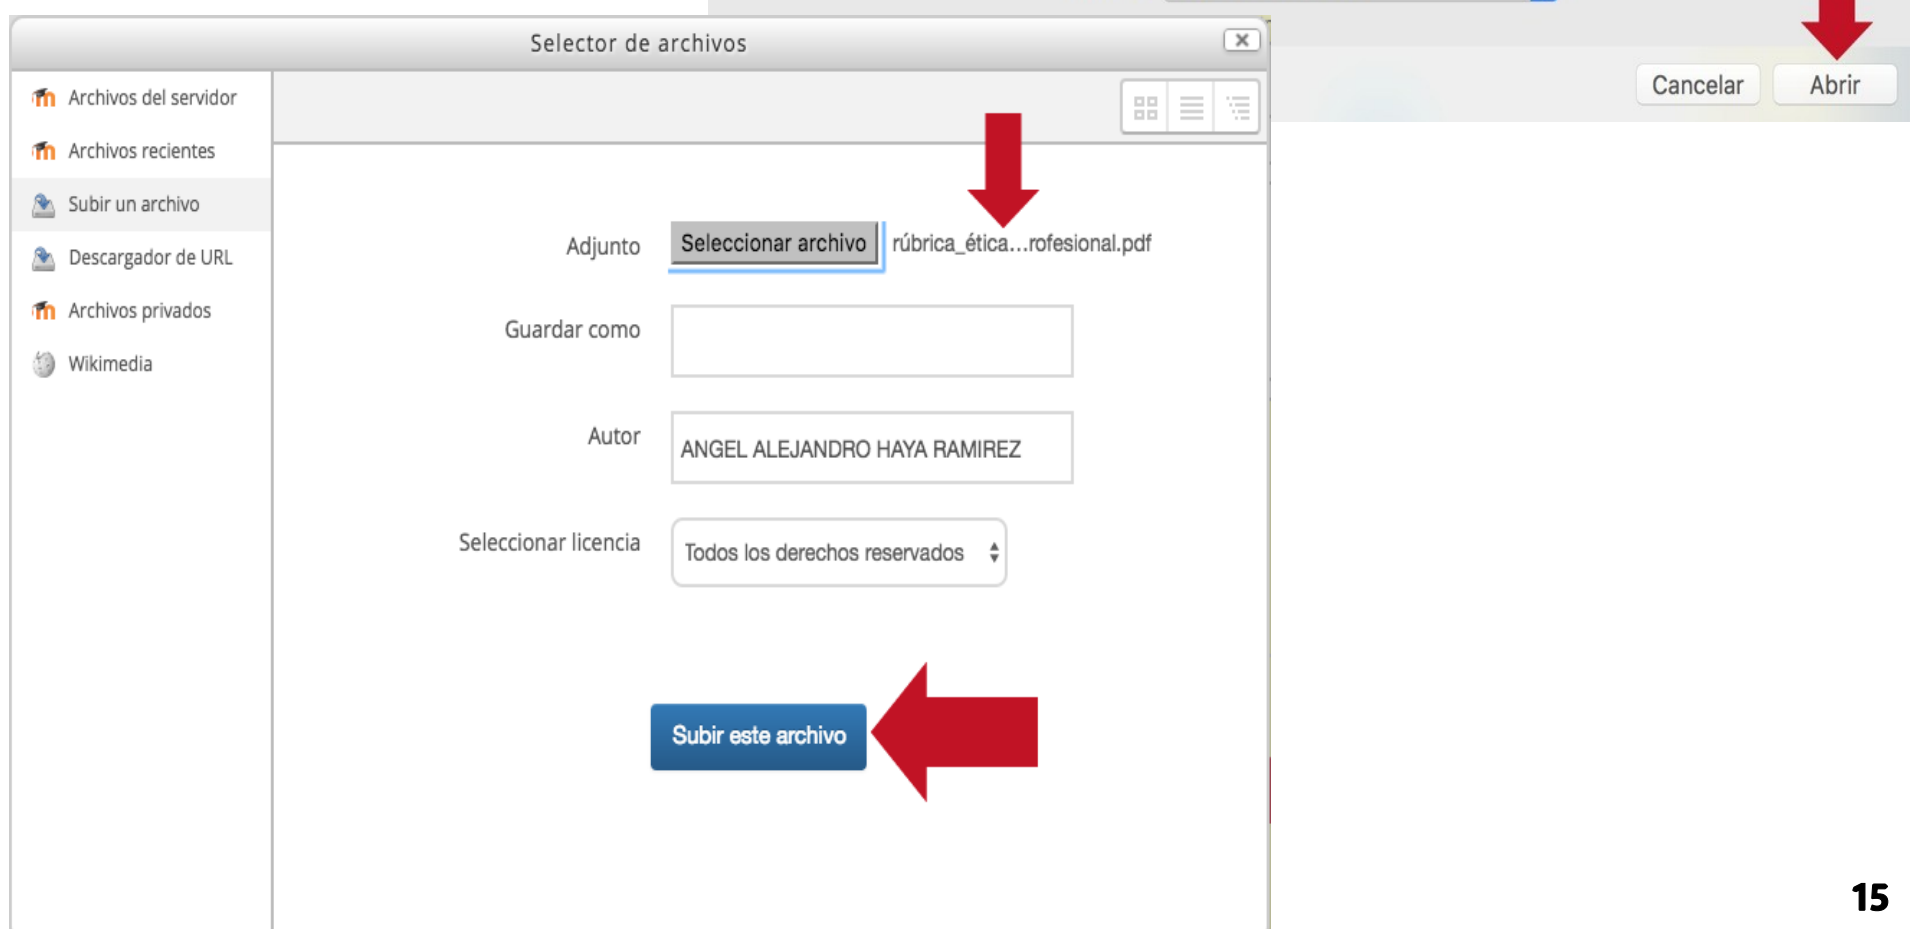 Selector de archivos
Cancelar
Abrir
Archivos del servidor
Archivos recientes
Subir un archivo
Descargador de URL
Archivos privados
Wikimedia
Adjunto
Seleccionar archivo rúbrica_ética...rofesional.pdf
Guardar como
Autor
ANGEL ALEJANDRO HAYA RAMIREZ
Seleccionar licencia
Todos los derechos reservados
Subir este archivo
15